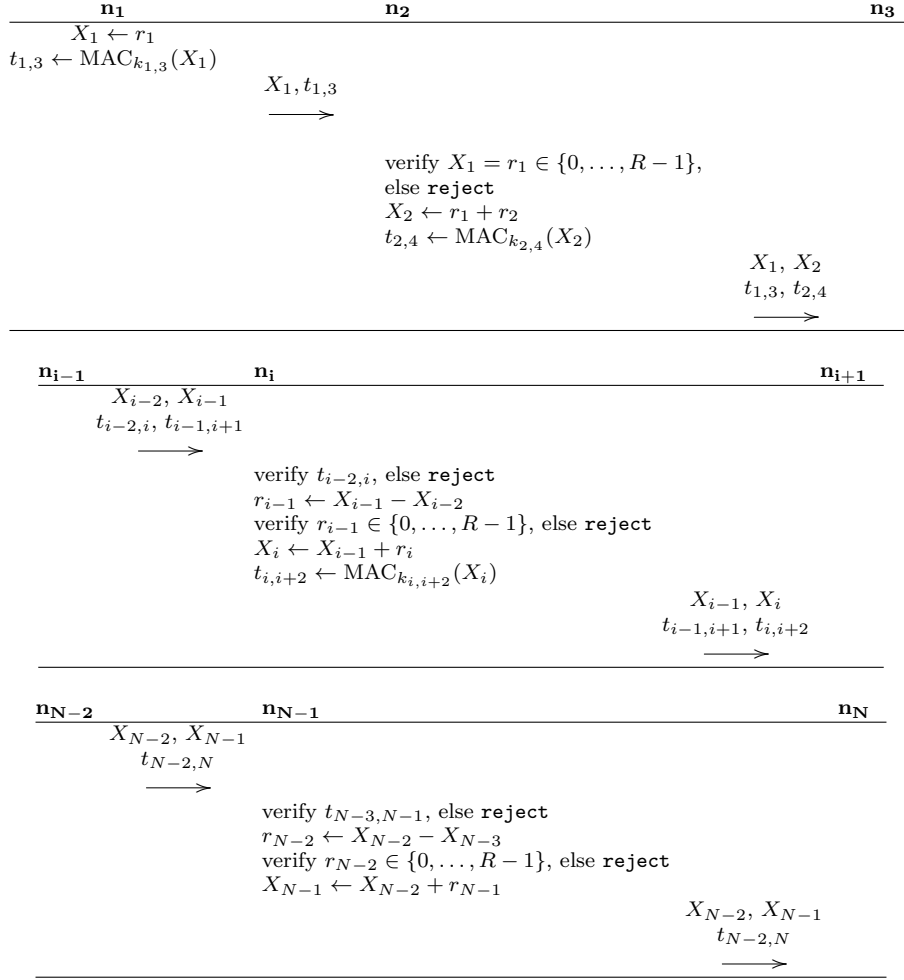 n₁ n₂ n₃
X₁ ← r₁
t₁,₃ ← MAC_{k_{1,3}}(X₁)
X₁, t₁,₃
⟶
verify X₁ = r₁ ∈ {0, . . . , R − 1},
else reject
X₂ ← r₁ + r₂
t₂,₄ ← MAC_{k_{2,4}}(X₂)
X₁, X₂
t₁,₃, t₂,₄
⟶
n_{i−1} n_i n_{i+1}
X_{i−2}, X_{i−1}
t_{i−2,i}, t_{i−1,i+1}
⟶
verify t_{i−2,i}, else reject
r_{i−1} ← X_{i−1} − X_{i−2}
verify r_{i−1} ∈ {0, . . . , R − 1}, else reject
X_i ← X_{i−1} + r_i
t_{i,i+2} ← MAC_{k_{i,i+2}}(X_i)
X_{i−1}, X_i
t_{i−1,i+1}, t_{i,i+2}
⟶
n_{N−2} n_{N−1} n_N
X_{N−2}, X_{N−1}
t_{N−2,N}
⟶
verify t_{N−3,N−1}, else reject
r_{N−2} ← X_{N−2} − X_{N−3}
verify r_{N−2} ∈ {0, . . . , R − 1}, else reject
X_{N−1} ← X_{N−2} + r_{N−1}
X_{N−2}, X_{N−1}
t_{N−2,N}
⟶